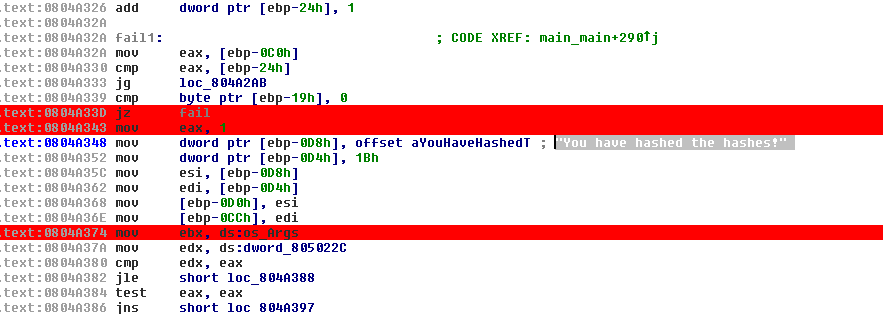 .text:0804A326 add dword ptr [ebp-24h], 1
.text:0804A32A
.text:0804A32A fail1: ; CODE XREF: main_main+290↑j
.text:0804A32A mov eax, [ebp-0C0h]
.text:0804A330 cmp eax, [ebp-24h]
.text:0804A333 jg loc_804A2AB
.text:0804A339 cmp byte ptr [ebp-19h], 0
.text:0804A33D jz fail
.text:0804A343 mov eax, 1
.text:0804A348 mov dword ptr [ebp-0D8h], offset aYouHaveHashedT ; "You have hashed the hashes!"
.text:0804A352 mov dword ptr [ebp-0D4h], 1Bh
.text:0804A35C mov esi, [ebp-0D8h]
.text:0804A362 mov edi, [ebp-0D4h]
.text:0804A368 mov [ebp-0D0h], esi
.text:0804A36E mov [ebp-0CCh], edi
.text:0804A374 mov ebx, ds:os_Args
.text:0804A37A mov edx, ds:dword_805022C
.text:0804A380 cmp edx, eax
.text:0804A382 jle short loc_804A388
.text:0804A384 test eax, eax
.text:0804A386 jns short loc_804A397